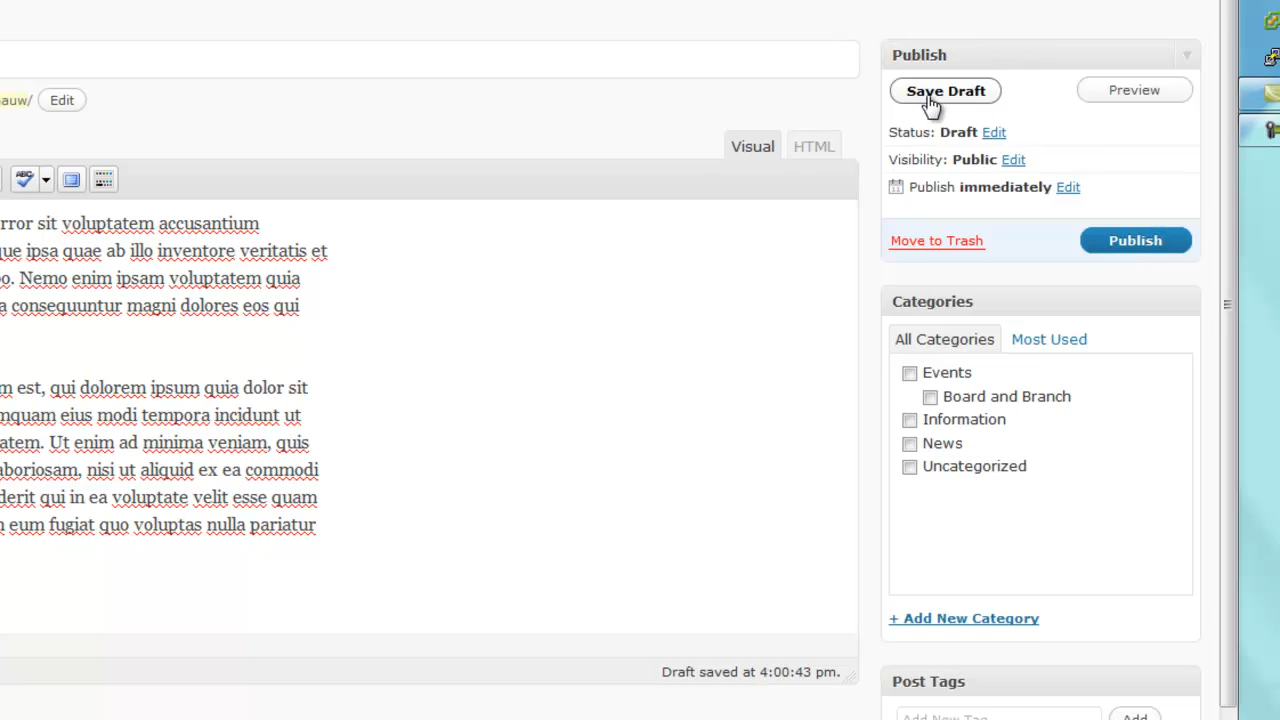 Publish
Save Draft
Preview
auw/ Edit
Status: Draft Edit
Visual HTML
Visibility: Public Edit
Publish immediately Edit
rror sit voluptatem accusantium
que ipsa quae ab illo inventore veritatis et
Move to Trash
Publish
o. Nemo enim ipsam voluptatem quia
a consequuntur magni dolores eos qui
Categories
All Categories Most Used
Events
m est, qui dolorem ipsum quia dolor sit
Board and Branch
mquam eius modi tempora incidunt ut
Information
atem. Ut enim ad minima veniam, quis
News
aboriosam, nisi ut aliquid ex ea commodi
Uncategorized
derit qui in ea voluptate velit esse quam
n eum fugiat quo voluptas nulla pariatur
+ Add New Category
Draft saved at 4:00:43 pm.
Post Tags
Add New Tag
Add